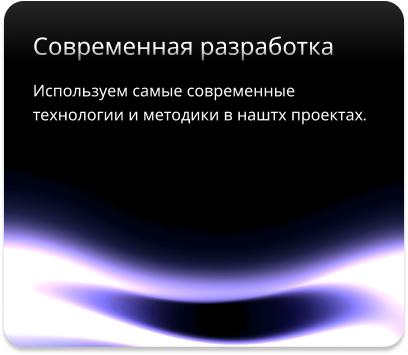 Современная разработка
Используем самые современные
технологии и методики в наштх проектах.